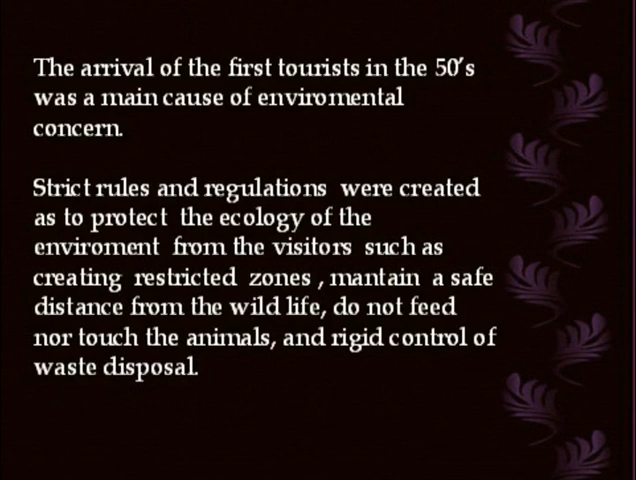 The arrival of the first tourists in the 50's
was a main cause of enviromental
concern.
Strict rules and regulations were created
as to protect the ecology of the
enviroment from the visitors such as
creating restricted zones , mantain a safe
distance from the wild life, do not feed
nor touch the animals, and rigid control of
waste disposal.